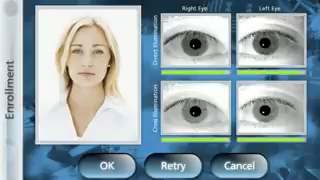 Enrollment
Right Eye
Left Eye
Direct Illumination
Cross Illumination
OK
Retry
Cancel